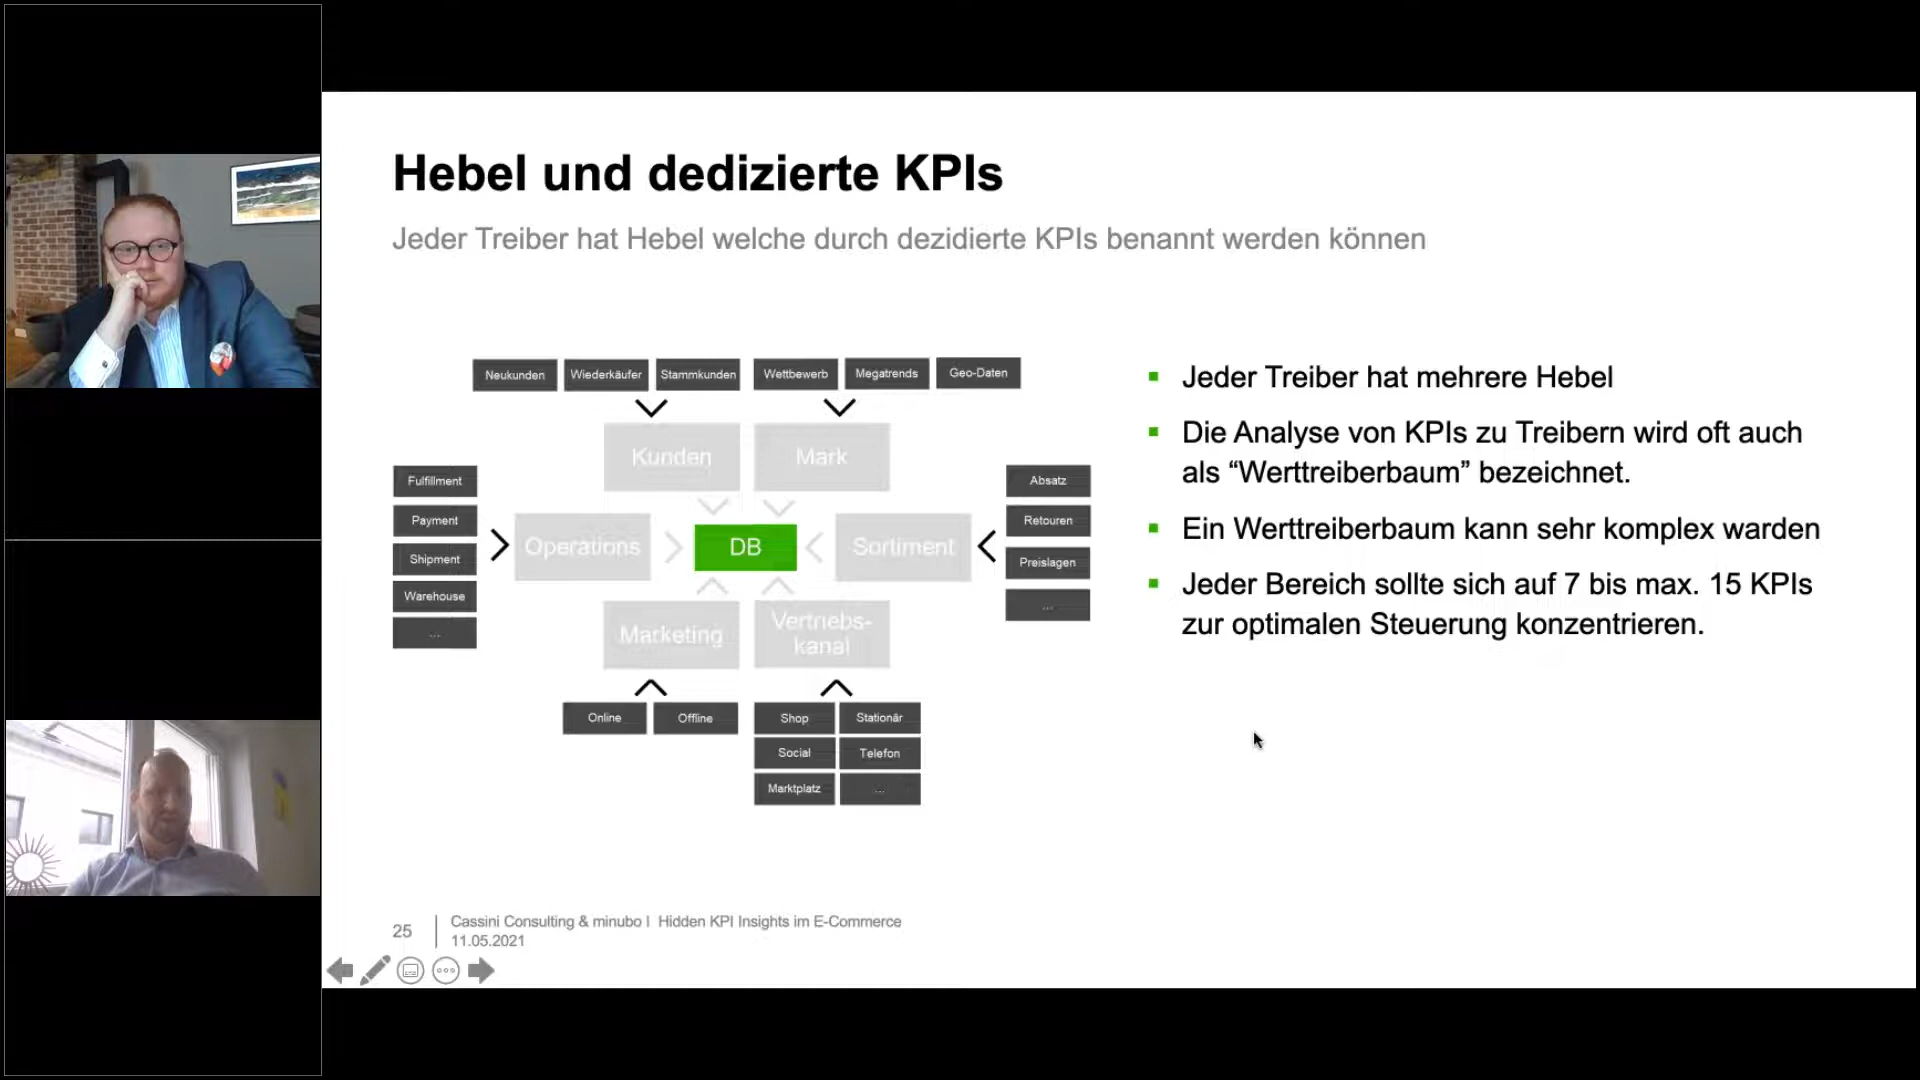 Hebel und dedizierte KPIs
Jeder Treiber hat Hebel welche durch dezidierte KPIs benannt werden können
Neukunden
Wiederkäufer
Stammkunden
Wettbewerb
Megatrends
Geo-Daten
Kunden
Mark
Fulfillment
Payment
Shipment
Warehouse
...
Operations
DB
Sortiment
Absatz
Retouren
Preislagen
...
Marketing
Vertriebs-
kanal
Online
Offline
Shop
Stationär
Social
Telefon
Marktplatz
...
Jeder Treiber hat mehrere Hebel
Die Analyse von KPIs zu Treibern wird oft auch
als “Werttreiberbaum” bezeichnet.
Ein Werttreiberbaum kann sehr komplex warden
Jeder Bereich sollte sich auf 7 bis max. 15 KPIs
zur optimalen Steuerung konzentrieren.
25
Cassini Consulting & minubo I Hidden KPI Insights im E-Commerce
11.05.2021